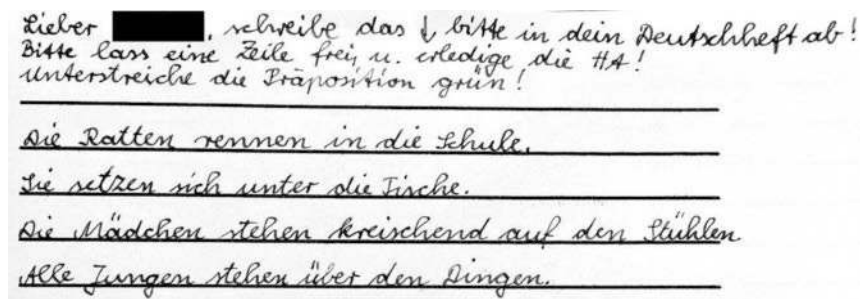 Lieber , schreibe das ↓ bitte in dein Deutschheft ab!
Bitte lass eine Zeile frei, u. erledige die HA!
Unterstreiche die Präposition grün!
Die Ratten rennen in die Schule.
Sie setzen sich unter die Tische.
Die Mädchen stehen kreischend auf den Stühlen.
Alle Jungen stehen über den Dingen.